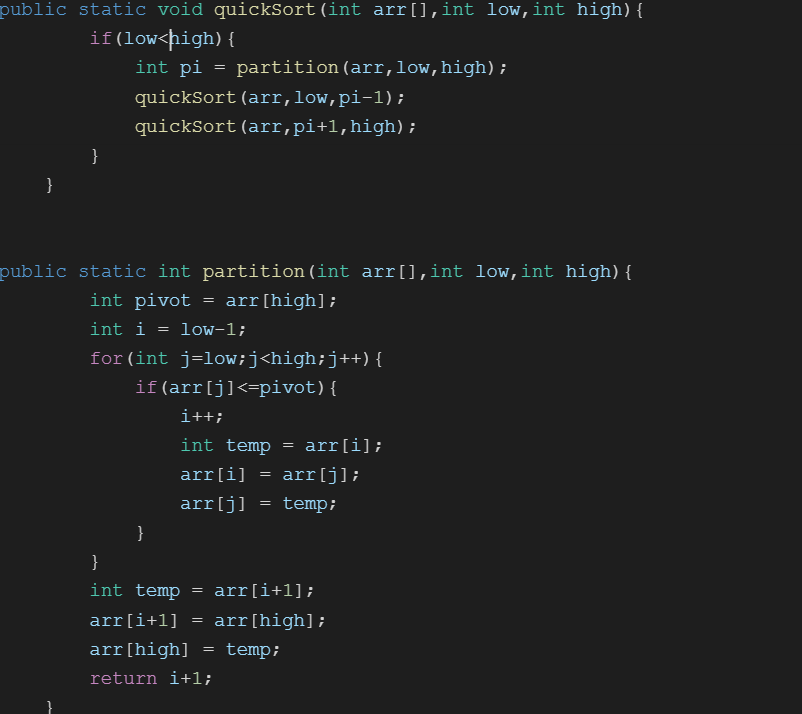 public static void quickSort(int arr[],int low,int high){
if(low<high){
int pi = partition(arr,low,high);
quickSort(arr,low,pi-1);
quickSort(arr,pi+1,high);
}
}
public static int partition(int arr[],int low,int high){
int pivot = arr[high];
int i = low-1;
for(int j=low;j<high;j++){
if(arr[j]<=pivot){
i++;
int temp = arr[i];
arr[i] = arr[j];
arr[j] = temp;
}
}
int temp = arr[i+1];
arr[i+1] = arr[high];
arr[high] = temp;
return i+1;
}